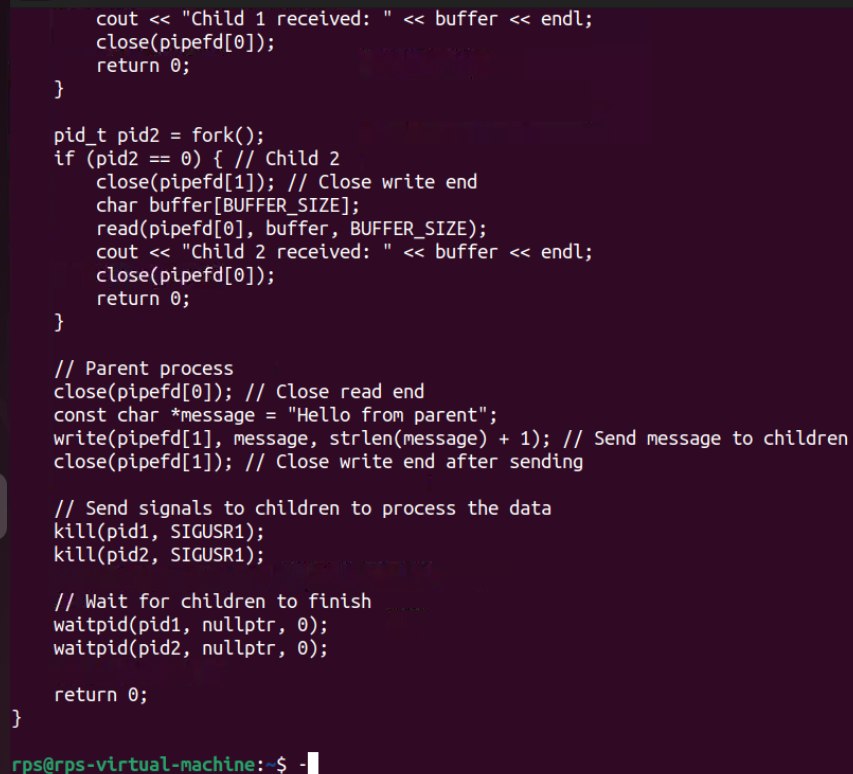 cout << "Child 1 received: " << buffer << endl;
        close(pipefd[0]);
        return 0;
    }

    pid_t pid2 = fork();
    if (pid2 == 0) { // Child 2
        close(pipefd[1]); // Close write end
        char buffer[BUFFER_SIZE];
        read(pipefd[0], buffer, BUFFER_SIZE);
        cout << "Child 2 received: " << buffer << endl;
        close(pipefd[0]);
        return 0;
    }

    // Parent process
    close(pipefd[0]); // Close read end
    const char *message = "Hello from parent";
    write(pipefd[1], message, strlen(message) + 1); // Send message to children
    close(pipefd[1]); // Close write end after sending

    // Send signals to children to process the data
    kill(pid1, SIGUSR1);
    kill(pid2, SIGUSR1);

    // Wait for children to finish
    waitpid(pid1, nullptr, 0);
    waitpid(pid2, nullptr, 0);

    return 0;
}

rps@rps-virtual-machine:~$ -